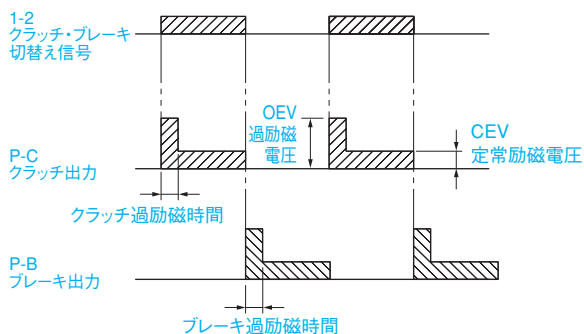 1-2
クラッチ・ブレーキ
切替え信号
OEV
過励磁
電圧
CEV
定常励磁電圧
P-C
クラッチ出力
クラッチ過励磁時間
P-B
ブレーキ出力
ブレーキ過励磁時間